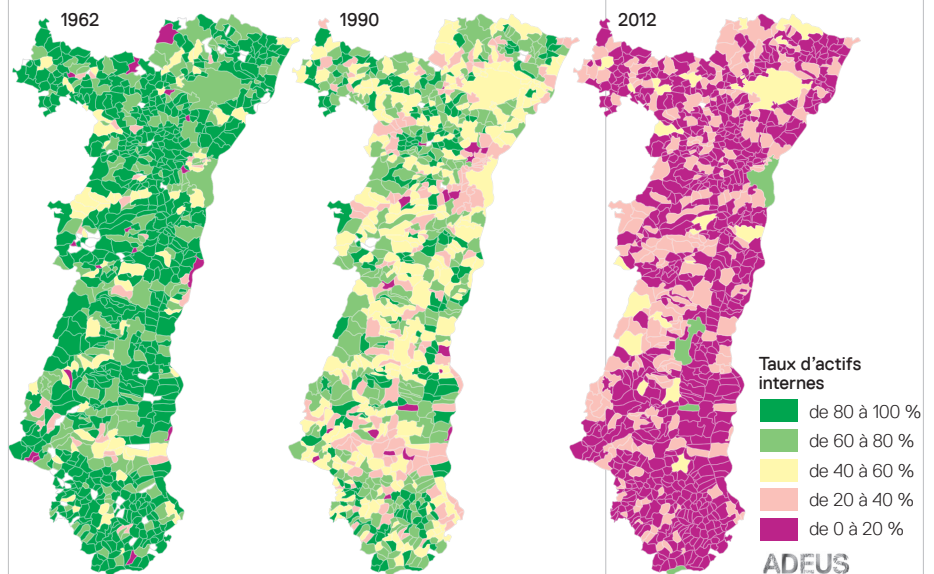 1962
1990
2012
Taux d'actifs
internes
de 80 à 100 %
de 60 à 80 %
de 40 à 60 %
de 20 à 40 %
de 0 à 20 %
ADEUS